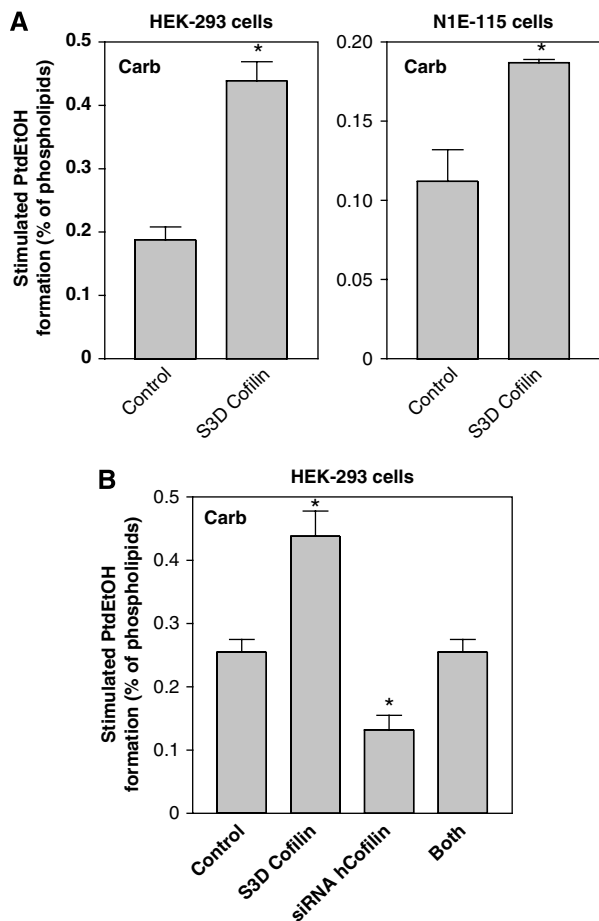 A
HEK-293 cells
N1E-115 cells
Stimulated PtdEtOH
formation (% of phospholipids)
0.5
0.4
0.3
0.2
0.1
0
Carb
*
Control
S3D Cofilin
0.20
0.15
0.10
0.05
0
Carb
*
Control
S3D Cofilin
B
HEK-293 cells
Stimulated PtdEtOH
formation (% of phospholipids)
0.5
0.4
0.3
0.2
0.1
0
Carb
*
*
Control
S3D Cofilin
siRNA hCofilin
Both